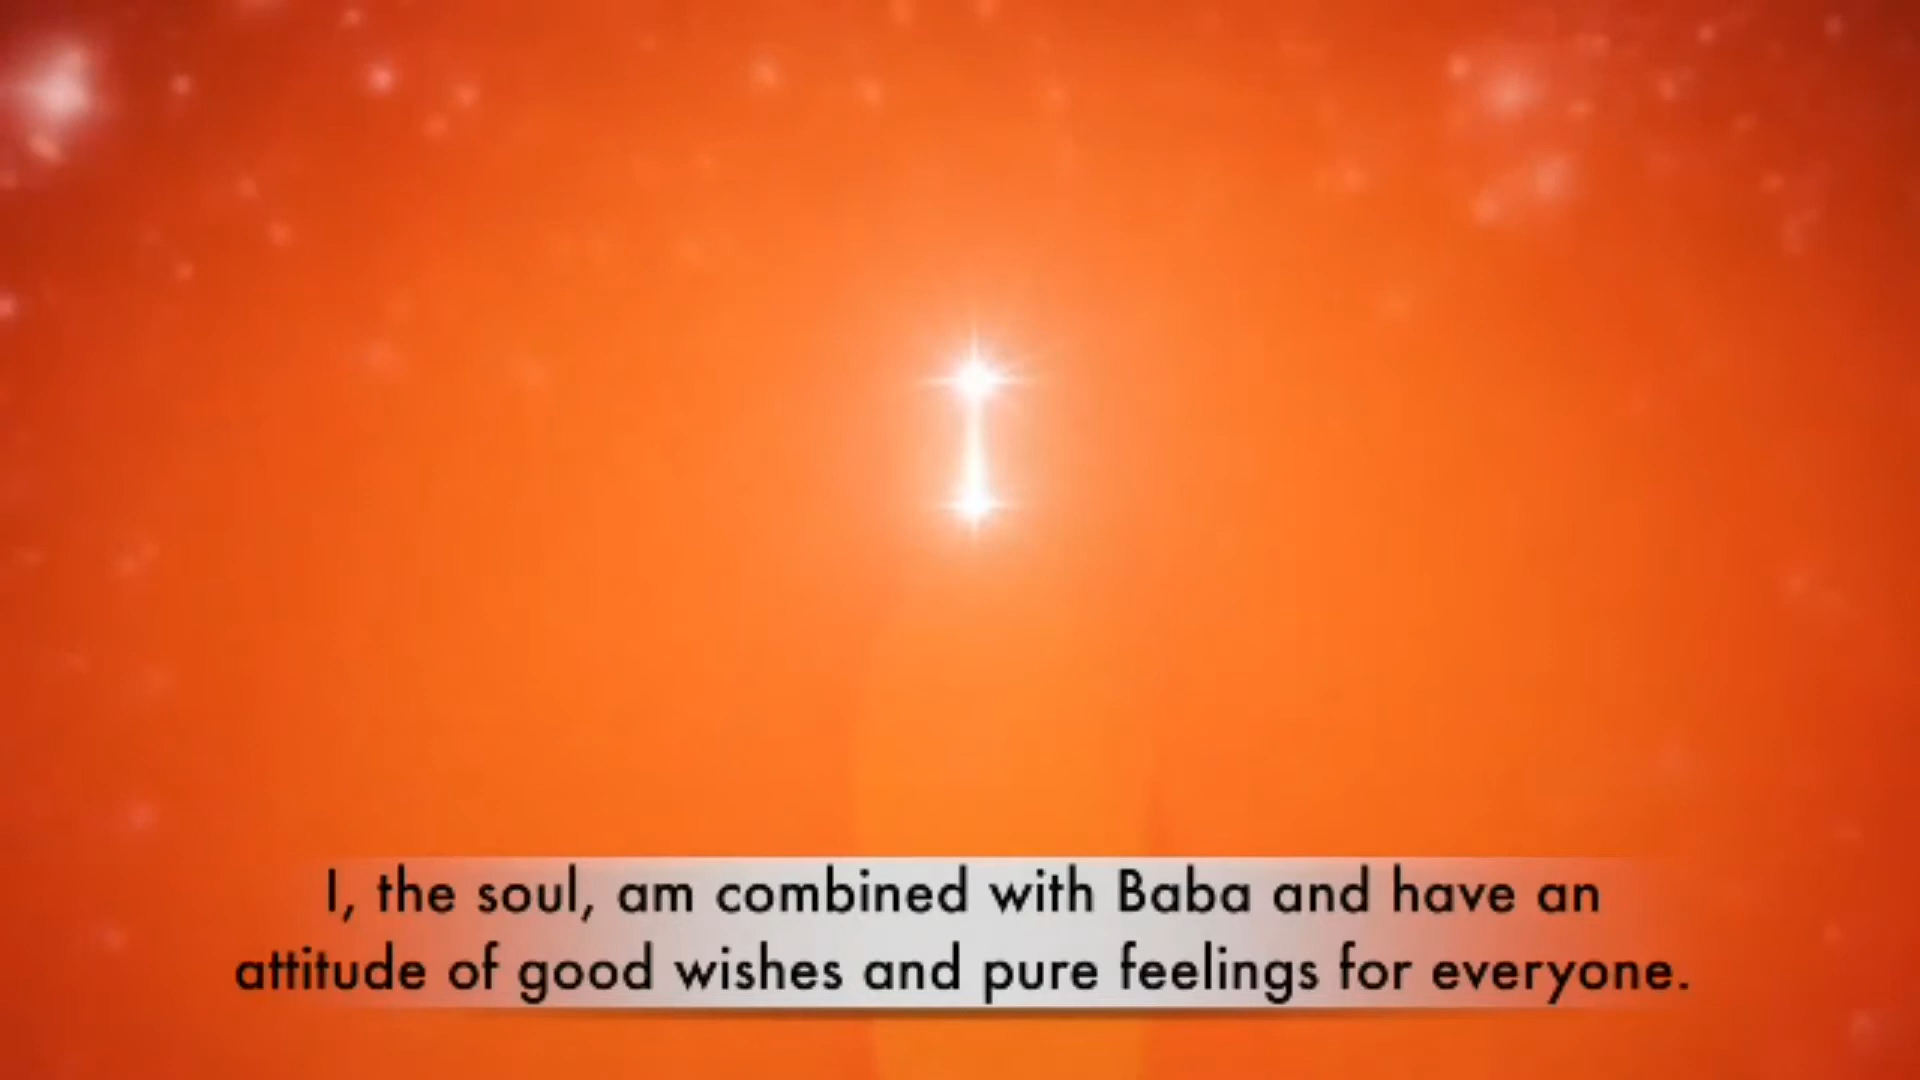 I, the soul, am combined with Baba and have an
attitude of good wishes and pure feelings for everyone.